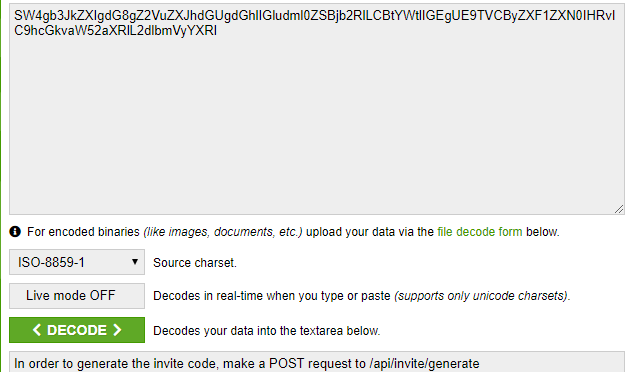 SW4gb3JkZXIgdG8gZ2VuZXJhdGUgdGhlIGludml0ZSBjb2RlLCBtYWtlIGEgUE9TVCByZXF1ZXN0IHRvI
C9hcGkvaW52aXRlL2dlbmVyYXRl
For encoded binaries (like images, documents, etc.) upload your data via the file decode form below.
ISO-8859-1 Source charset.
Live mode OFF Decodes in real-time when you type or paste (supports only unicode charsets).
DECODE Decodes your data into the textarea below.
In order to generate the invite code, make a POST request to /api/invite/generate